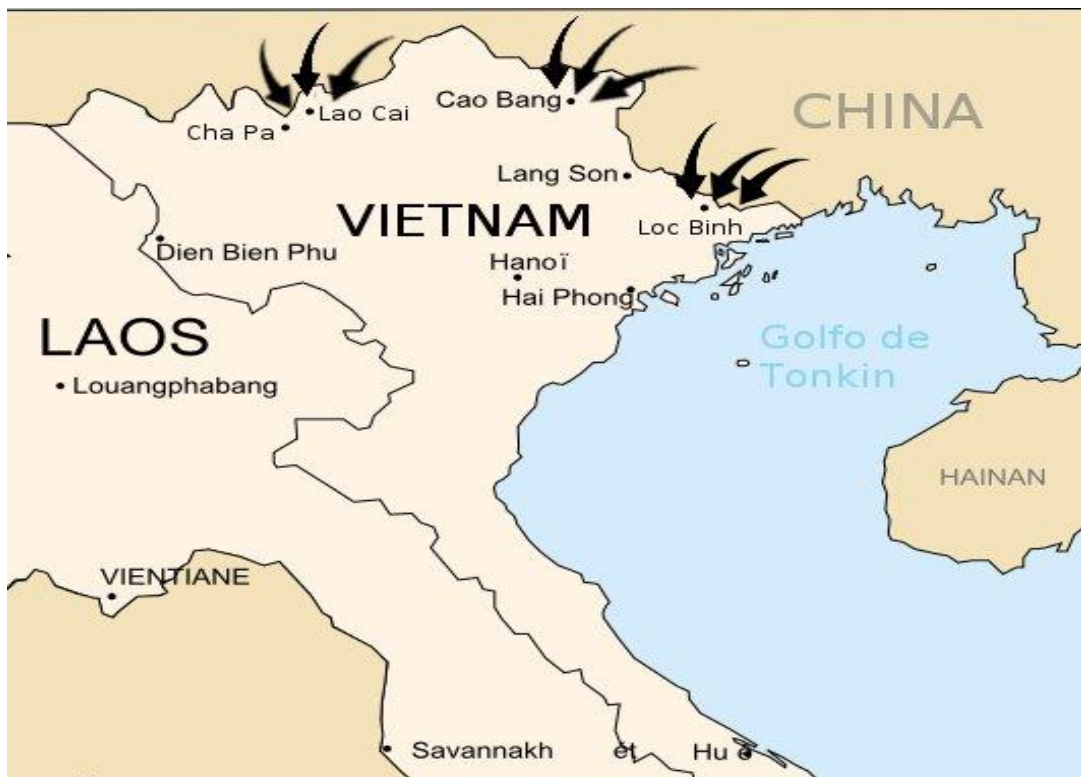 CHINA
Cao Bang
Lao Cai
Cha Pa
Lang Son
VIETNAM
Loc Binh
Dien Bien Phu
Hanoï
Hai Phong
LAOS
Golfo de
Tonkin
Louangphabang
HAINAN
VIENTIANE
Savannakh ét
Hu é